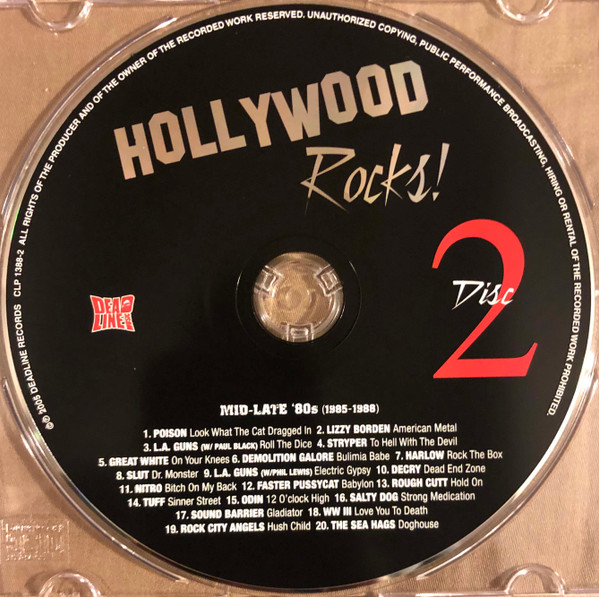 ALL RIGHTS OF THE PRODUCER AND OF THE OWNER OF THE RECORDED WORK RESERVED. UNAUTHORIZED COPYING, PUBLIC PERFORMANCE BROADCASTING, HIRING OR RENTAL OF THE RECORDED WORK PROHIBITED.
HOLLYWOOD
Rocks!
Disc 2
DEAD
LINE
℗ © 2005 DEADLINE RECORDS CLP 1388-2
MID-LATE '80s (1985-1988)
1. POISON Look What The Cat Dragged In 2. LIZZY BORDEN American Metal
3. L.A. GUNS (W/ PAUL BLACK) Roll The Dice 4. STRYPER To Hell With The Devil
5. GREAT WHITE On Your Knees 6. DEMOLITION GALORE Bulimia Babe 7. HARLOW Rock The Box
8. SLUT Dr. Monster 9. L.A. GUNS (W/PHIL LEWIS) Electric Gypsy 10. DECRY Dead End Zone
11. NITRO Bitch On My Back 12. FASTER PUSSYCAT Babylon 13. ROUGH CUTT Hold On
14. TUFF Sinner Street 15. ODIN 12 O'clock High 16. SALTY DOG Strong Medication
17. SOUND BARRIER Gladiator 18. WW III Love You To Death
19. ROCK CITY ANGELS Hush Child 20. THE SEA HAGS Doghouse